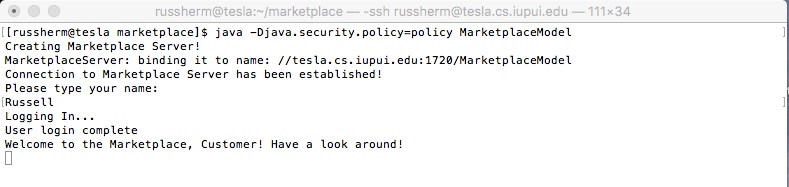 russherm@tesla:~/marketplace — -ssh russherm@tesla.cs.iupui.edu — 111×34
[[russherm@tesla marketplace]$ java -Djava.security.policy=policy MarketplaceModel ]
Creating Marketplace Server!
MarketplaceServer: binding it to name: //tesla.cs.iupui.edu:1720/MarketplaceModel
Connection to Marketplace Server has been established!
Please type your name:
[Russell ]
Logging In...
User login complete
Welcome to the Marketplace, Customer! Have a look around!